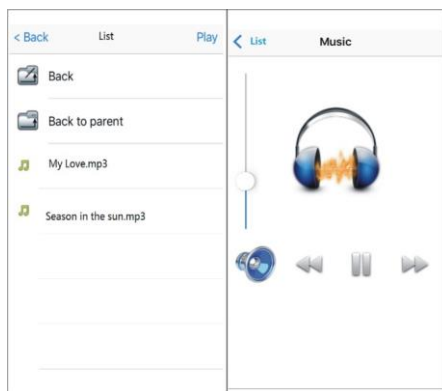 < Back List Play
Back
Back to parent
My Love.mp3
Season in the sun.mp3
< List Music